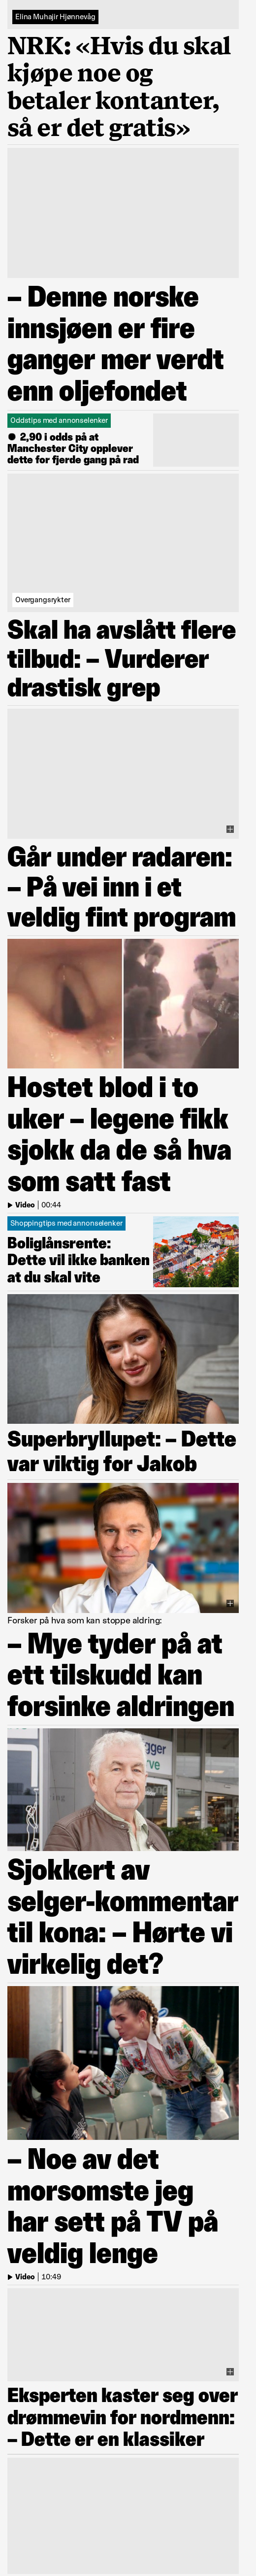 Elina Muhajir Hjønnevåg
NRK: «Hvis du skal
kjøpe noe og
betaler kontanter,
så er det gratis»
– Denne norske
innsjøen er fire
ganger mer verdt
enn oljefondet
Oddstips med annonselenker
● 2,90 i odds på at
Manchester City opplever
dette for fjerde gang på rad
Overgangsrykter
Skal ha avslått flere
tilbud: – Vurderer
drastisk grep
Går under radaren:
– På vei inn i et
veldig fint program
Hostet blod i to
uker – legene fikk
sjokk da de så hva
som satt fast
Video | 00:44
Shoppingtips med annonselenker
Boliglånsrente:
Dette vil ikke banken
at du skal vite
Superbryllupet: – Dette
var viktig for Jakob
Forsker på hva som kan stoppe aldring:
– Mye tyder på at
ett tilskudd kan
forsinke aldringen
Sjokkert av
selger-kommentar
til kona: – Hørte vi
virkelig det?
– Noe av det
morsomste jeg
har sett på TV på
veldig lenge
Video | 10:49
Eksperten kaster seg over
drømmevin for nordmenn:
– Dette er en klassiker